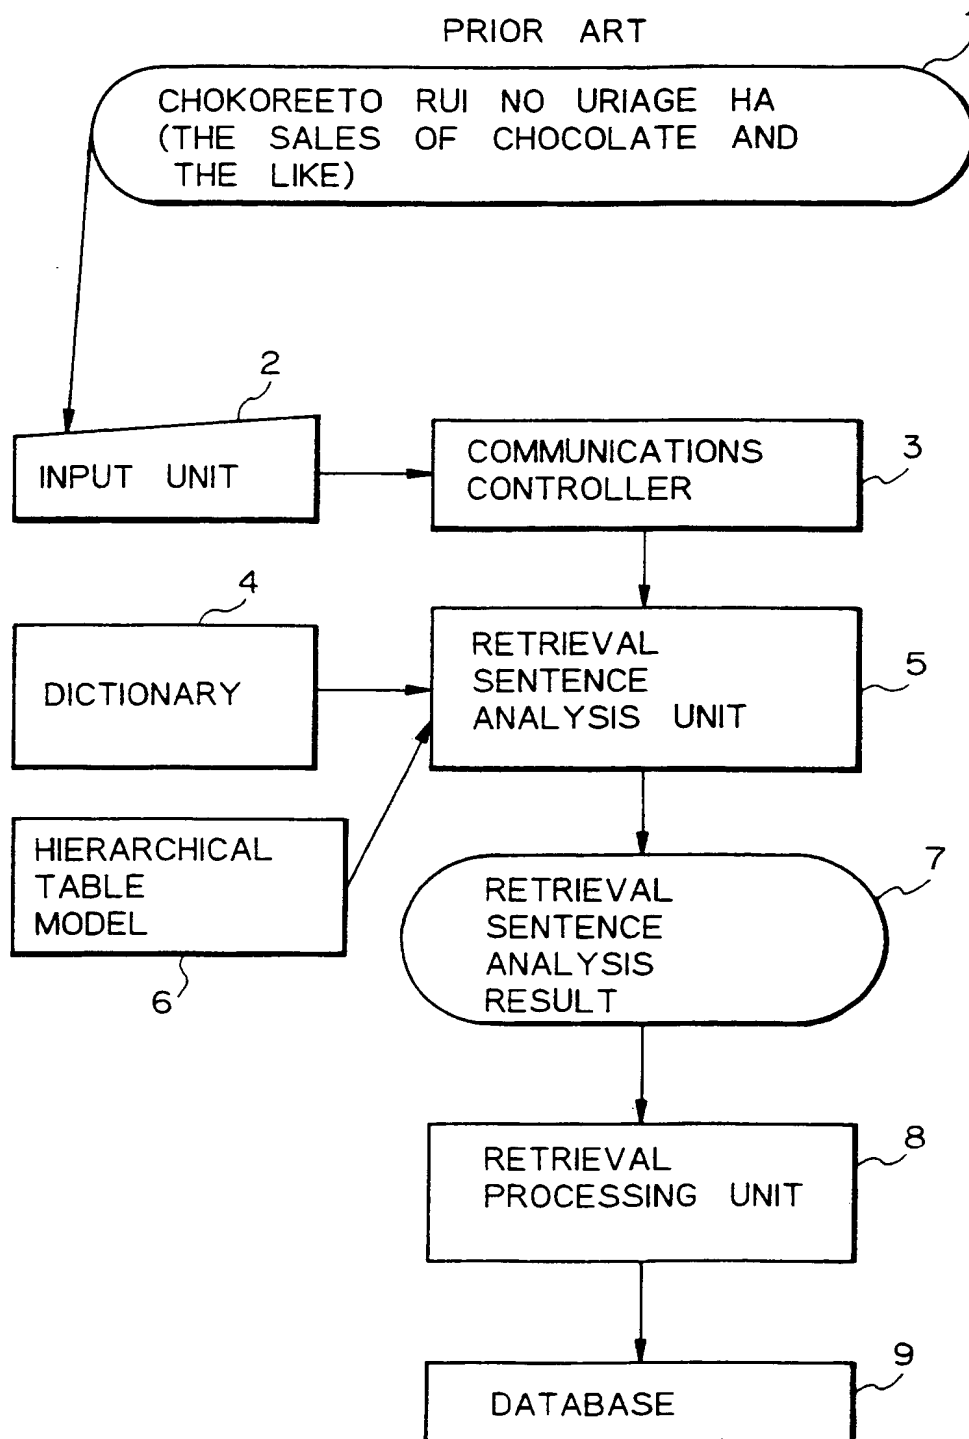 PRIOR ART
CHOKOREETO RUI NO URIAGE HA
(THE SALES OF CHOCOLATE AND
THE LIKE)
2
INPUT UNIT
COMMUNICATIONS
CONTROLLER
3
4
DICTIONARY
RETRIEVAL
SENTENCE
ANALYSIS UNIT
5
HIERARCHICAL
TABLE
MODEL
6
RETRIEVAL
SENTENCE
ANALYSIS
RESULT
7
RETRIEVAL
PROCESSING UNIT
8
DATABASE
9